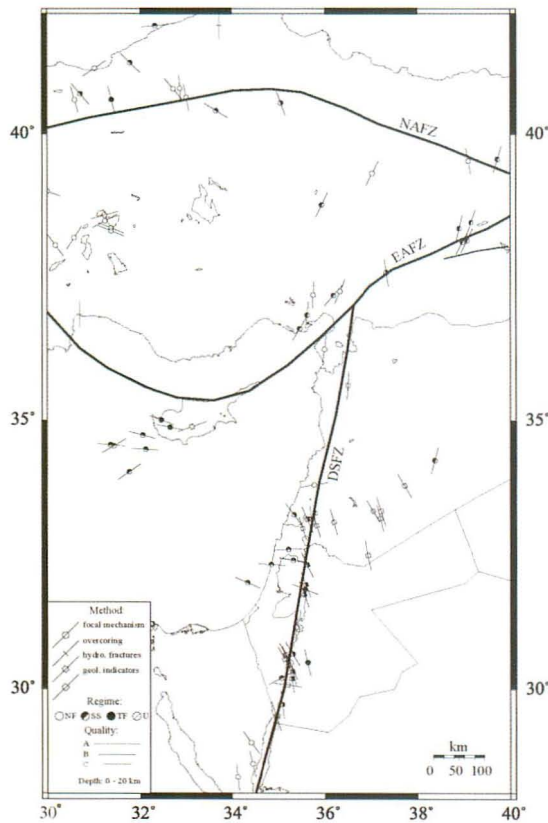 40°
40°
35°
35°
30°
30°
NAFZ
EAFZ
DSFZ
Method:
focal mechanism
overcoring
hydro. fractures
geol. indicators
Regime:
NF SS TF U
Quality:
A
B
C
Depth: 0 - 20 km
km
0 50 100
30° 32° 34° 36° 38° 40°